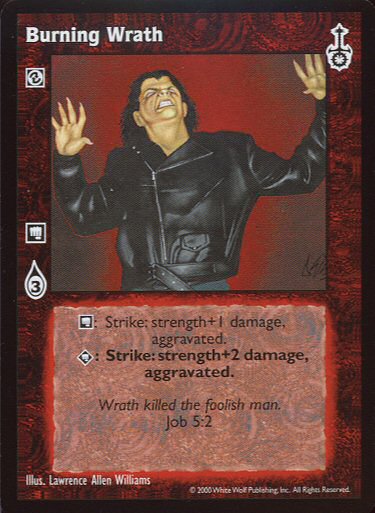 Burning Wrath
3
: Strike: strength+1 damage,
aggravated.
: Strike: strength+2 damage,
aggravated.
Wrath killed the foolish man.
Job 5:2
Illus. Lawrence Allen Williams
© 2000 White Wolf Publishing, Inc. All Rights Reserved.